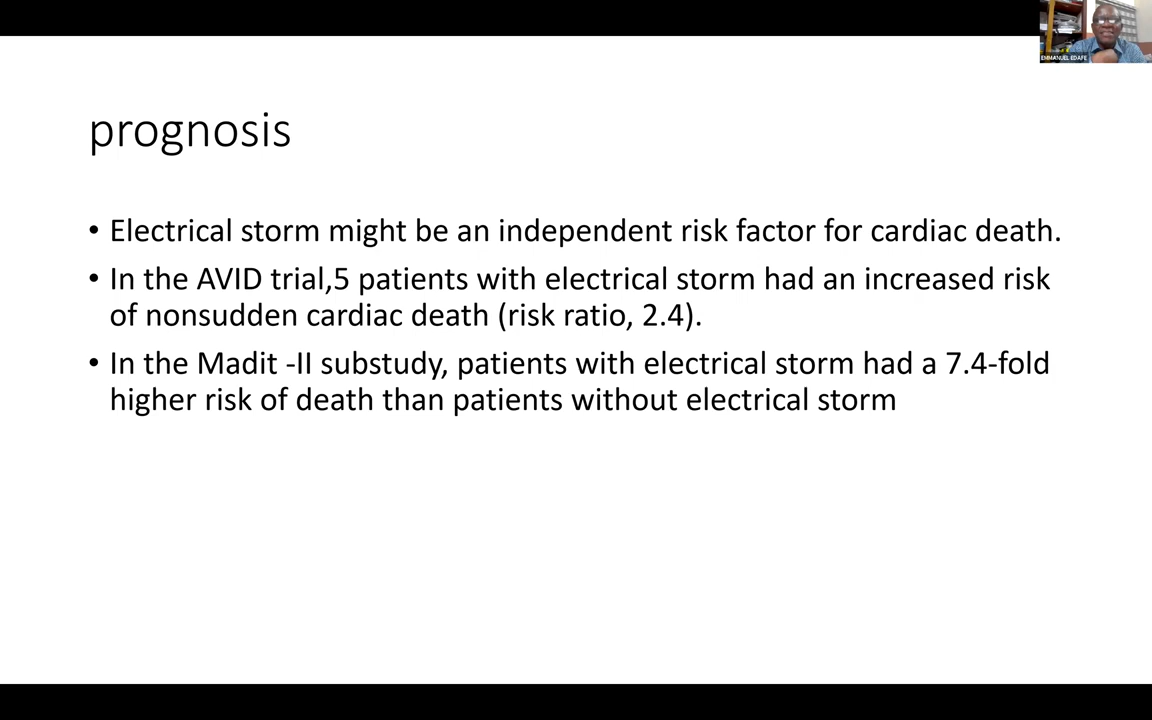 EMMANUEL EDAFE
prognosis
• Electrical storm might be an independent risk factor for cardiac death.
• In the AVID trial,5 patients with electrical storm had an increased risk
of nonsudden cardiac death (risk ratio, 2.4).
• In the Madit -II substudy, patients with electrical storm had a 7.4-fold
higher risk of death than patients without electrical storm